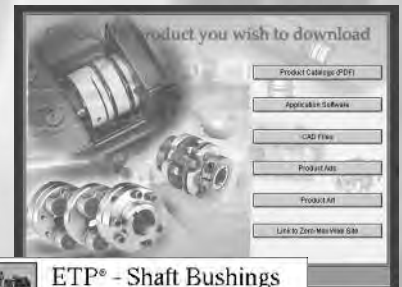 product you wish to download
Product Catalogs (PDF)
Application Software
CAD Files
Product Ads
Product Art
Link to Zero-Max Web Site
ETP® - Shaft Bushings